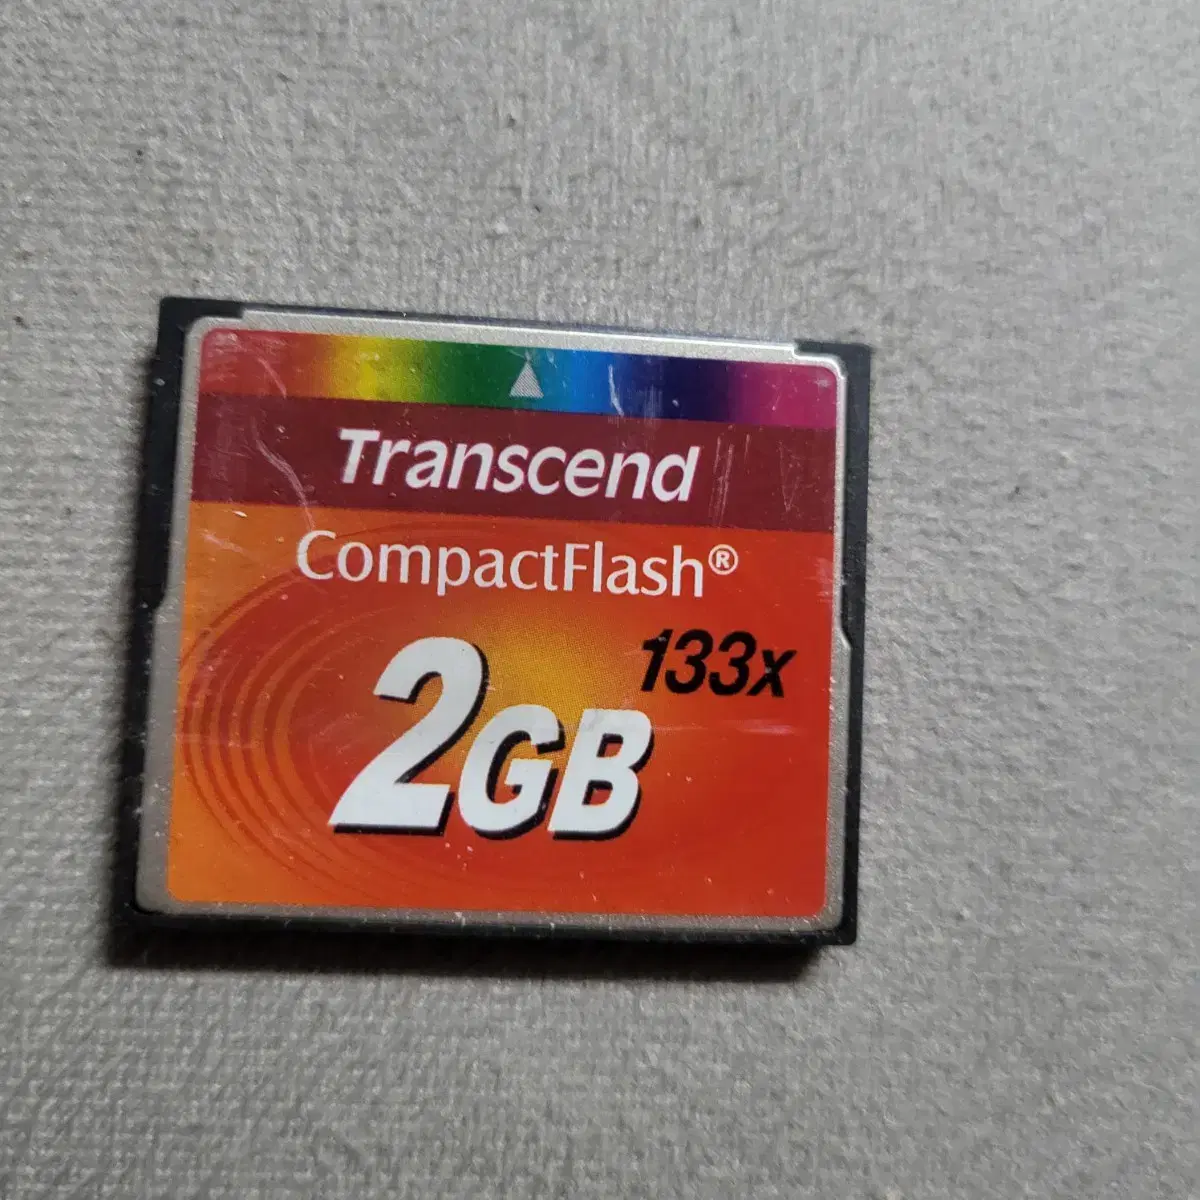 Transcend
CompactFlash®
133x
2GB